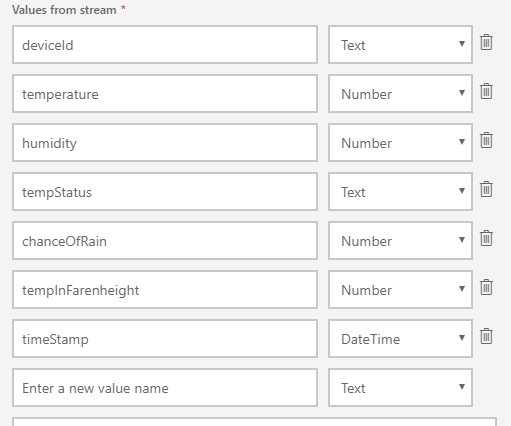 Values from stream *
deviceId Text
temperature Number
humidity Number
tempStatus Text
chanceOfRain Number
tempInFarenheight Number
timeStamp DateTime
Enter a new value name Text